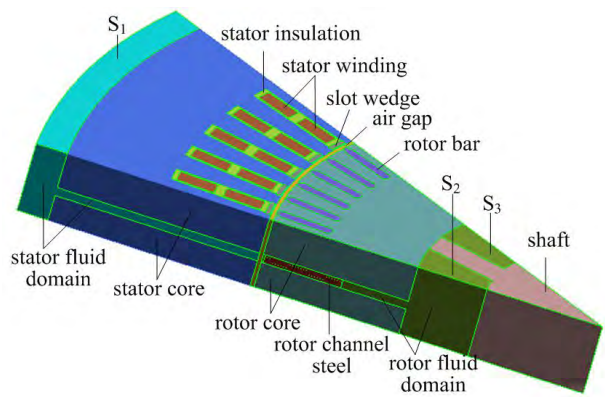 S1
stator insulation
stator winding
slot wedge
air gap
rotor bar
S2
S3
shaft
stator fluid
domain
stator core
rotor core
rotor channel
steel
rotor fluid
domain